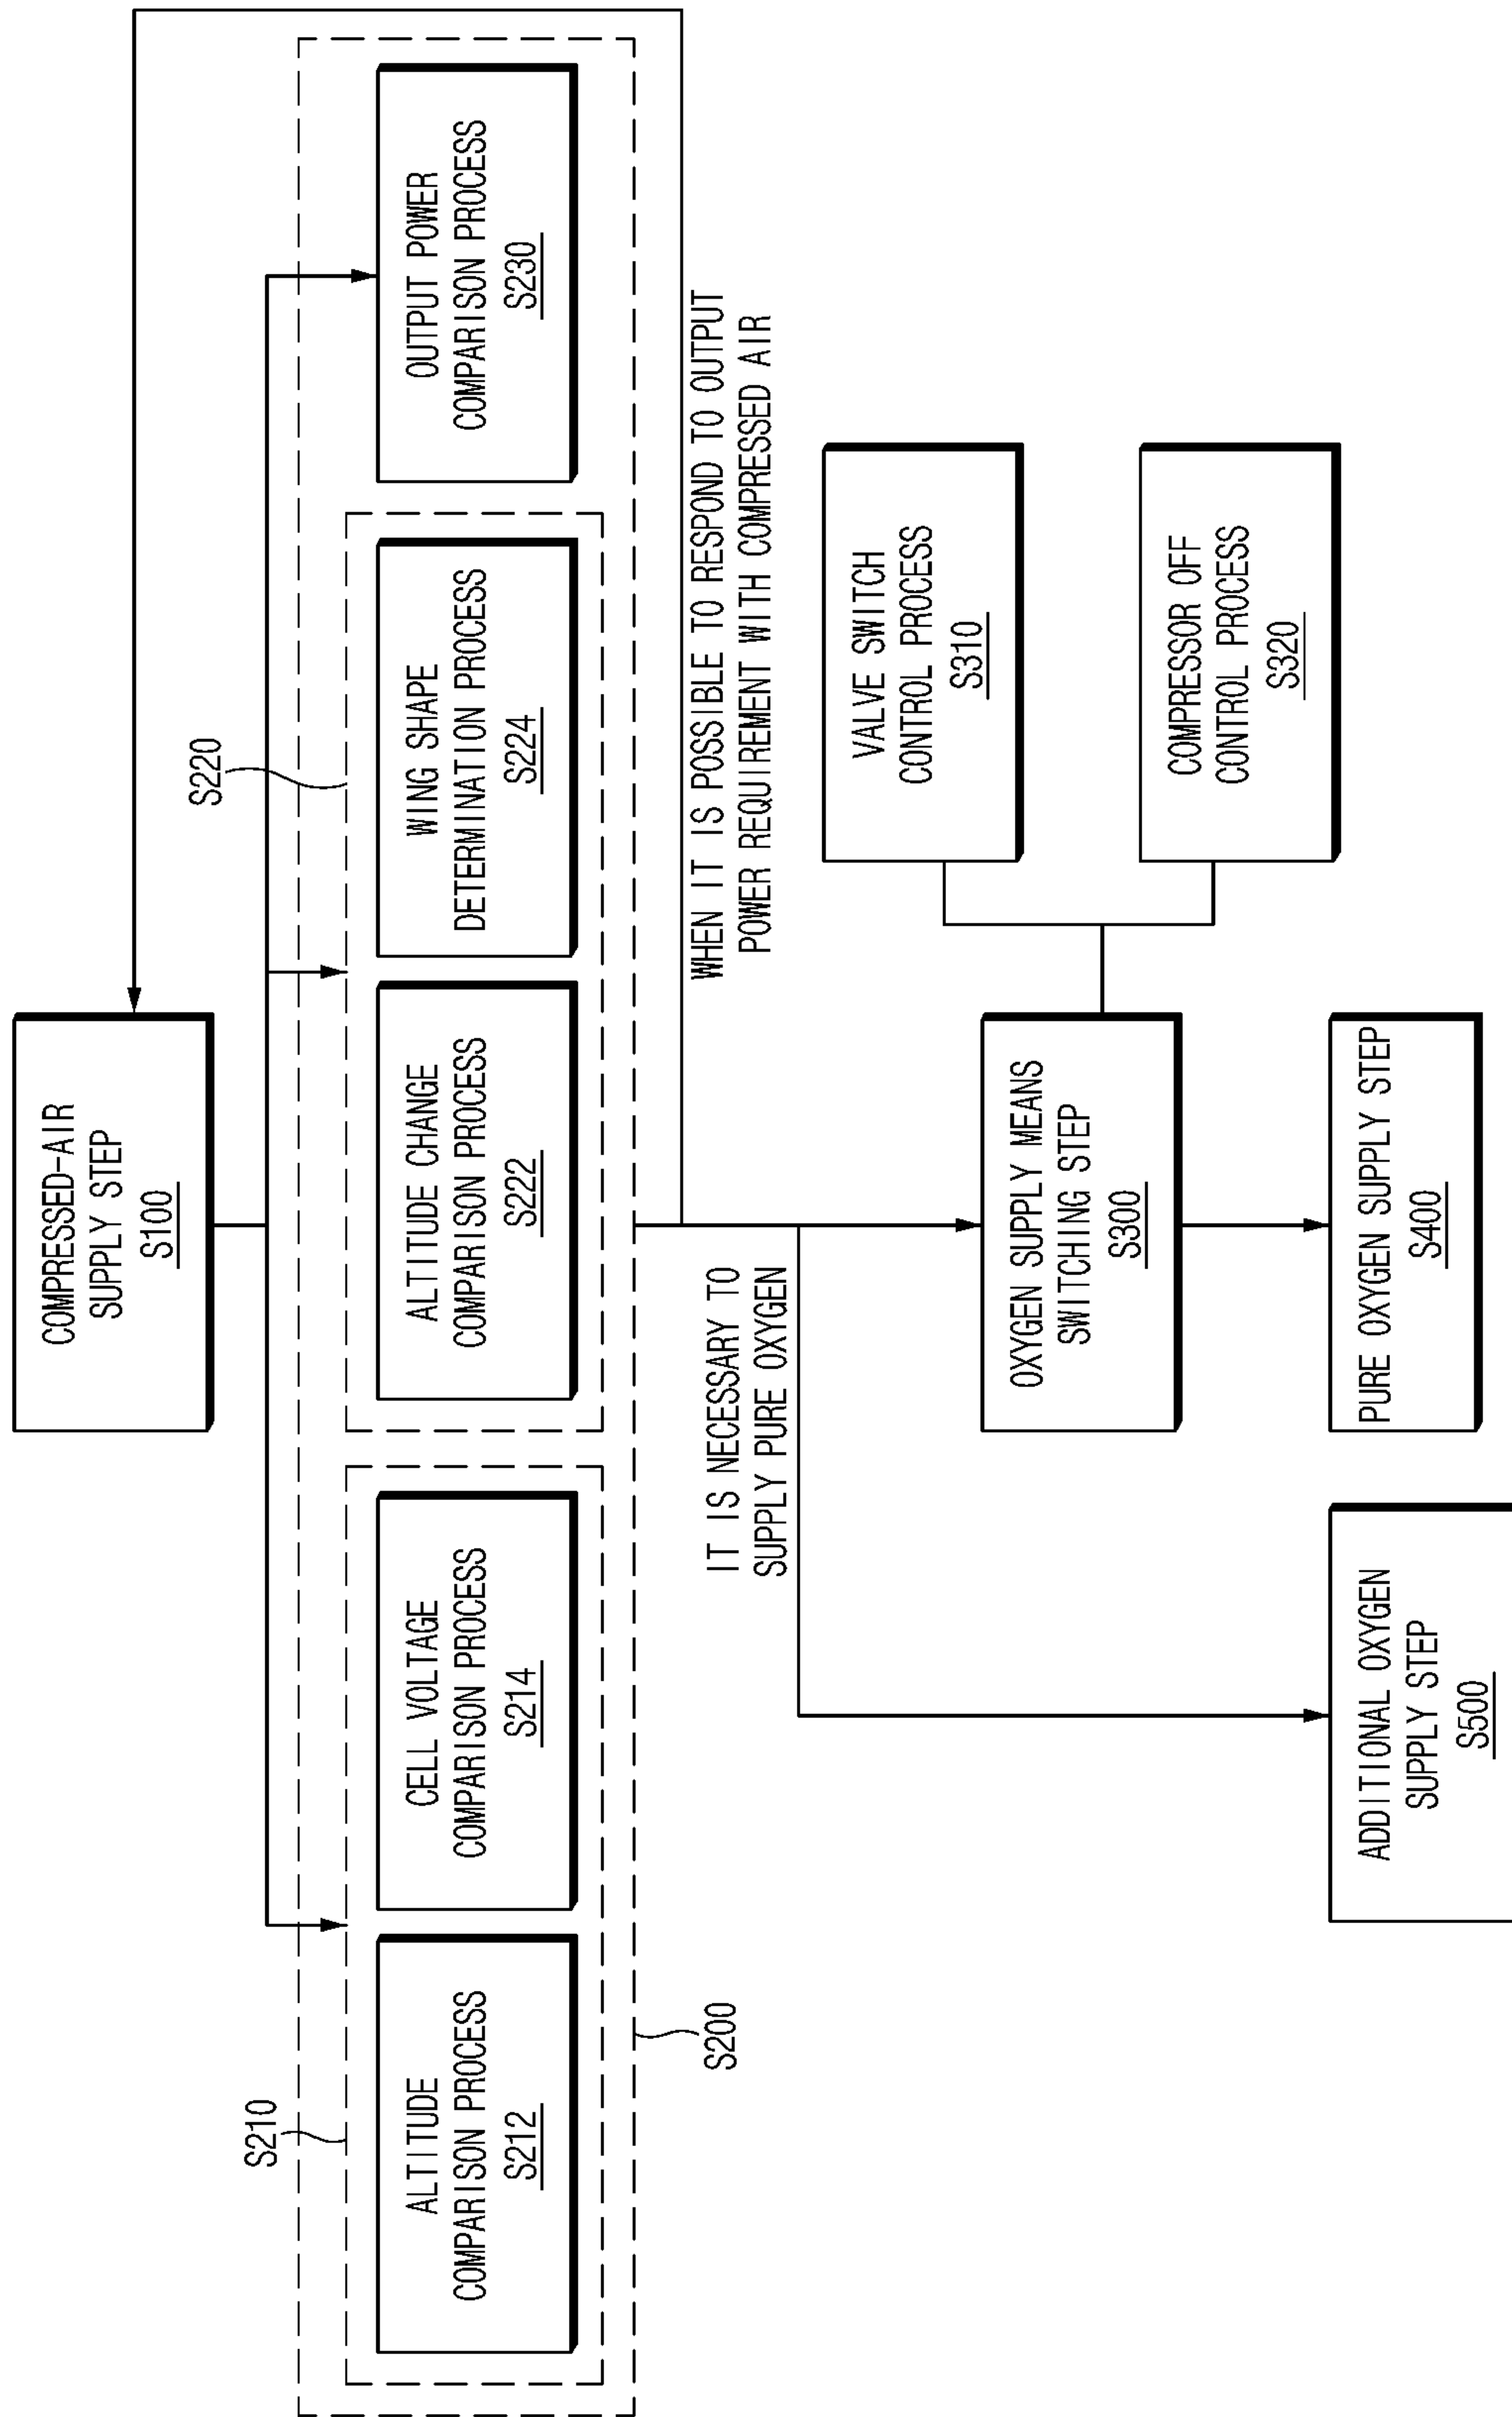 COMPRESSED-AIR
SUPPLY STEP
S100
S210
S220
ALTITUDE
COMPARISON PROCESS
S212
CELL VOLTAGE
COMPARISON PROCESS
S214
ALTITUDE CHANGE
COMPARISON PROCESS
S222
WING SHAPE
DETERMINATION PROCESS
S224
OUTPUT POWER
COMPARISON PROCESS
S230
S200
IT IS NECESSARY TO
SUPPLY PURE OXYGEN
WHEN IT IS POSSIBLE TO RESPOND TO OUTPUT
POWER REQUIREMENT WITH COMPRESSED AIR
OXYGEN SUPPLY MEANS
SWITCHING STEP
S300
VALVE SWITCH
CONTROL PROCESS
S310
COMPRESSOR OFF
CONTROL PROCESS
S320
ADDITIONAL OXYGEN
SUPPLY STEP
S500
PURE OXYGEN SUPPLY STEP
S400